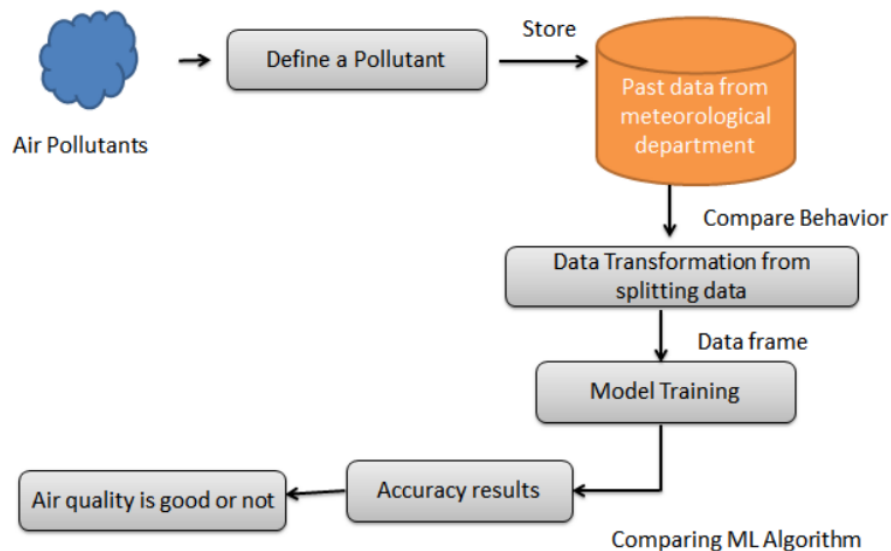 Store
Define a Pollutant
Air Pollutants
Past data from
meteorological
department
Compare Behavior
Data Transformation from
splitting data
Data frame
Model Training
Accuracy results
Air quality is good or not
Comparing ML Algorithm